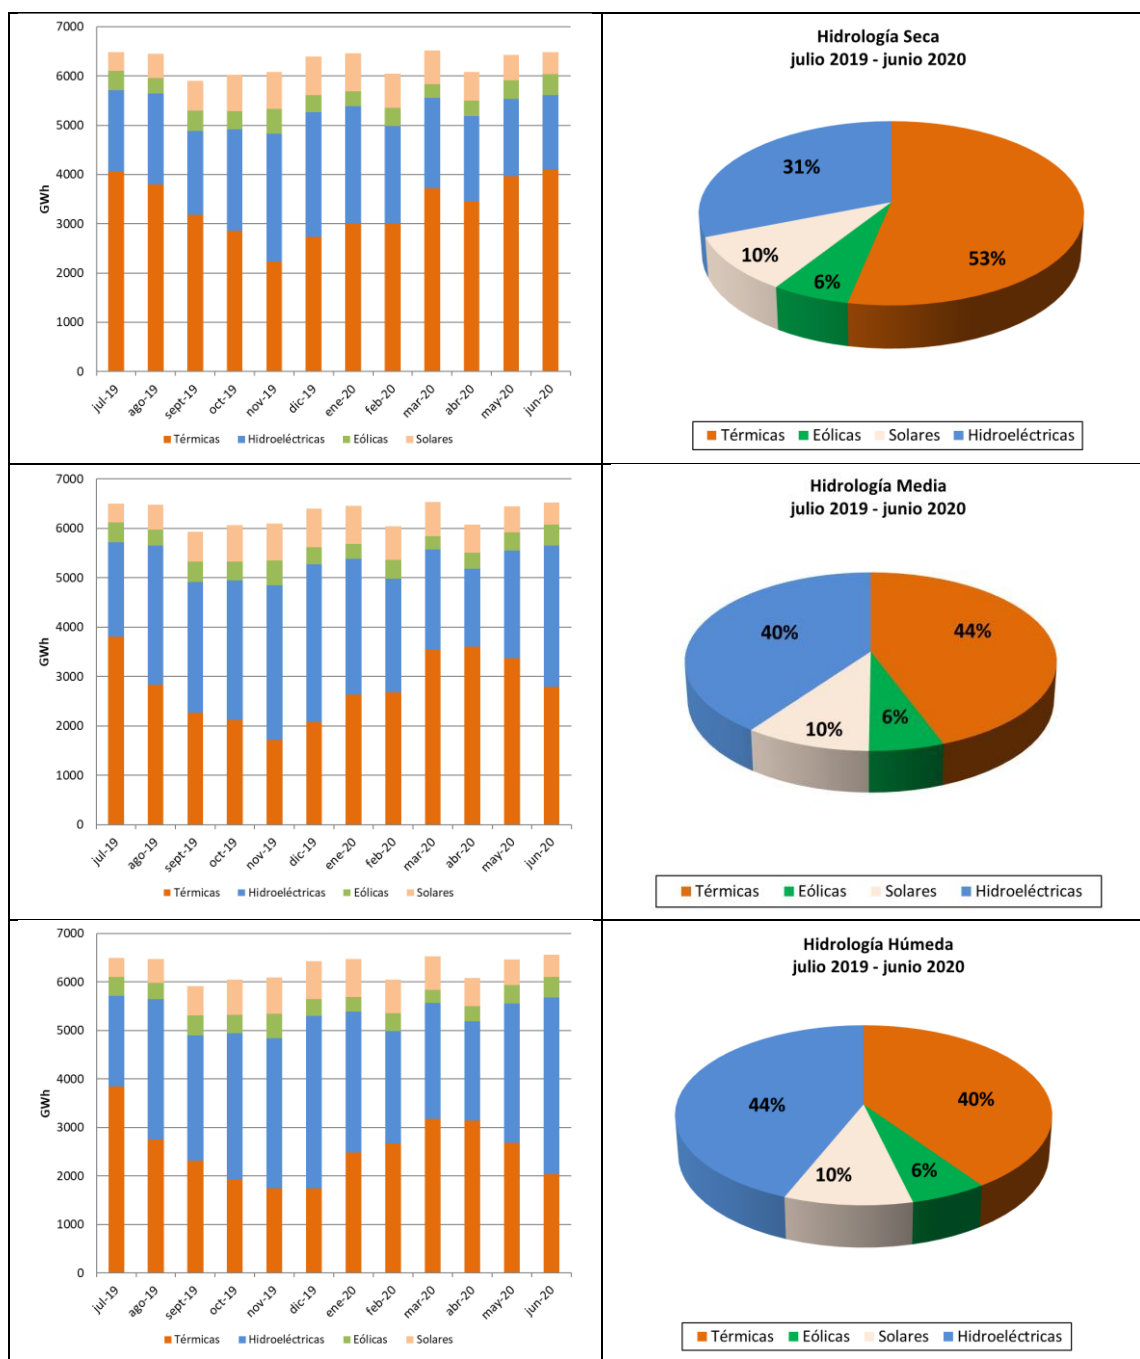 7000
6000
5000
4000
3000
2000
1000
0
GWh
jul-19
ago-19
sept-19
oct-19
nov-19
dic-19
ene-20
feb-20
mar-20
abr-20
may-20
jun-20
Térmicas Hidroeléctricas Eólicas Solares
Hidrología Seca
julio 2019 - junio 2020
31%
10%
6%
53%
Térmicas Eólicas Solares Hidroeléctricas
7000
6000
5000
4000
3000
2000
1000
0
GWh
jul-19
ago-19
sept-19
oct-19
nov-19
dic-19
ene-20
feb-20
mar-20
abr-20
may-20
jun-20
Térmicas Hidroeléctricas Eólicas Solares
Hidrología Media
julio 2019 - junio 2020
40%
44%
10%
6%
Térmicas Eólicas Solares Hidroeléctricas
7000
6000
5000
4000
3000
2000
1000
0
GWh
jul-19
ago-19
sept-19
oct-19
nov-19
dic-19
ene-20
feb-20
mar-20
abr-20
may-20
jun-20
Térmicas Hidroeléctricas Eólicas Solares
Hidrología Húmeda
julio 2019 - junio 2020
44%
40%
10%
6%
Térmicas Eólicas Solares Hidroeléctricas